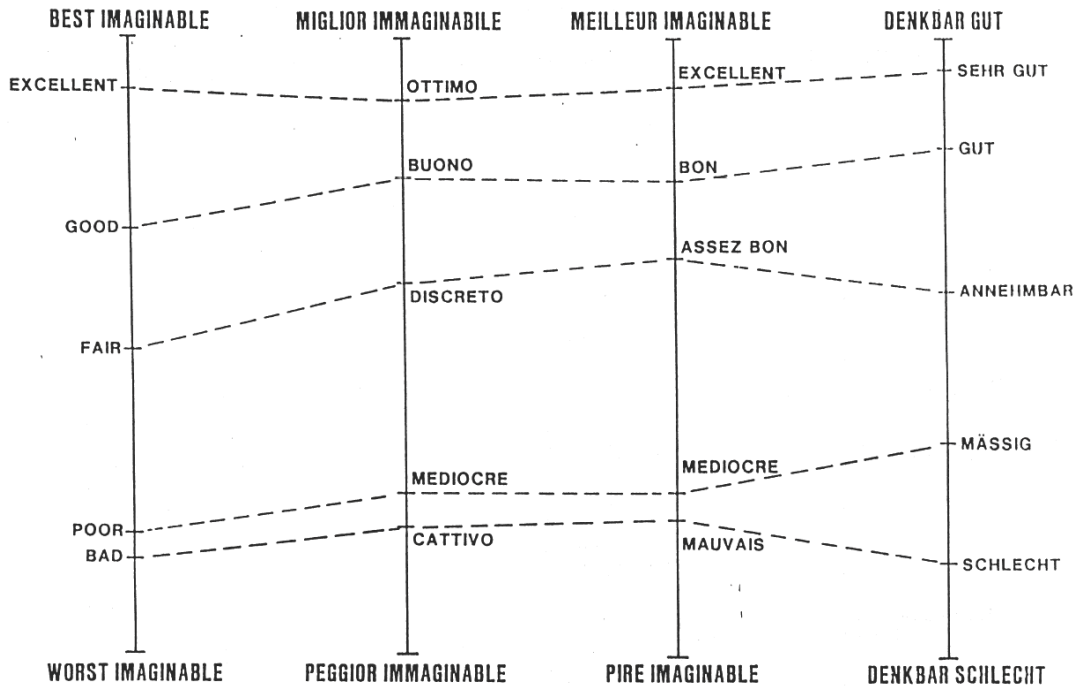 BEST IMAGINABLE
MIGLIOR IMMAGINABILE
MEILLEUR IMAGINABLE
DENKBAR GUT
EXCELLENT
OTTIMO
EXCELLENT
SEHR GUT
GOOD
BUONO
BON
GUT
FAIR
DISCRETO
ASSEZ BON
ANNEHMBAR
POOR
MEDIOCRE
MEDIOCRE
MÄSSIG
BAD
CATTIVO
MAUVAIS
SCHLECHT
WORST IMAGINABLE
PEGGIOR IMMAGINABILE
PIRE IMAGINABLE
DENKBAR SCHLECHT